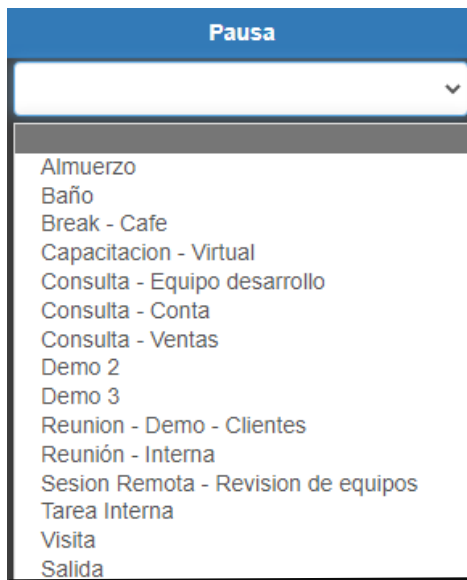 Pausa
Almuerzo
Baño
Break - Cafe
Capacitacion - Virtual
Consulta - Equipo desarrollo
Consulta - Conta
Consulta - Ventas
Demo 2
Demo 3
Reunion - Demo - Clientes
Reunión - Interna
Sesion Remota - Revision de equipos
Tarea Interna
Visita
Salida